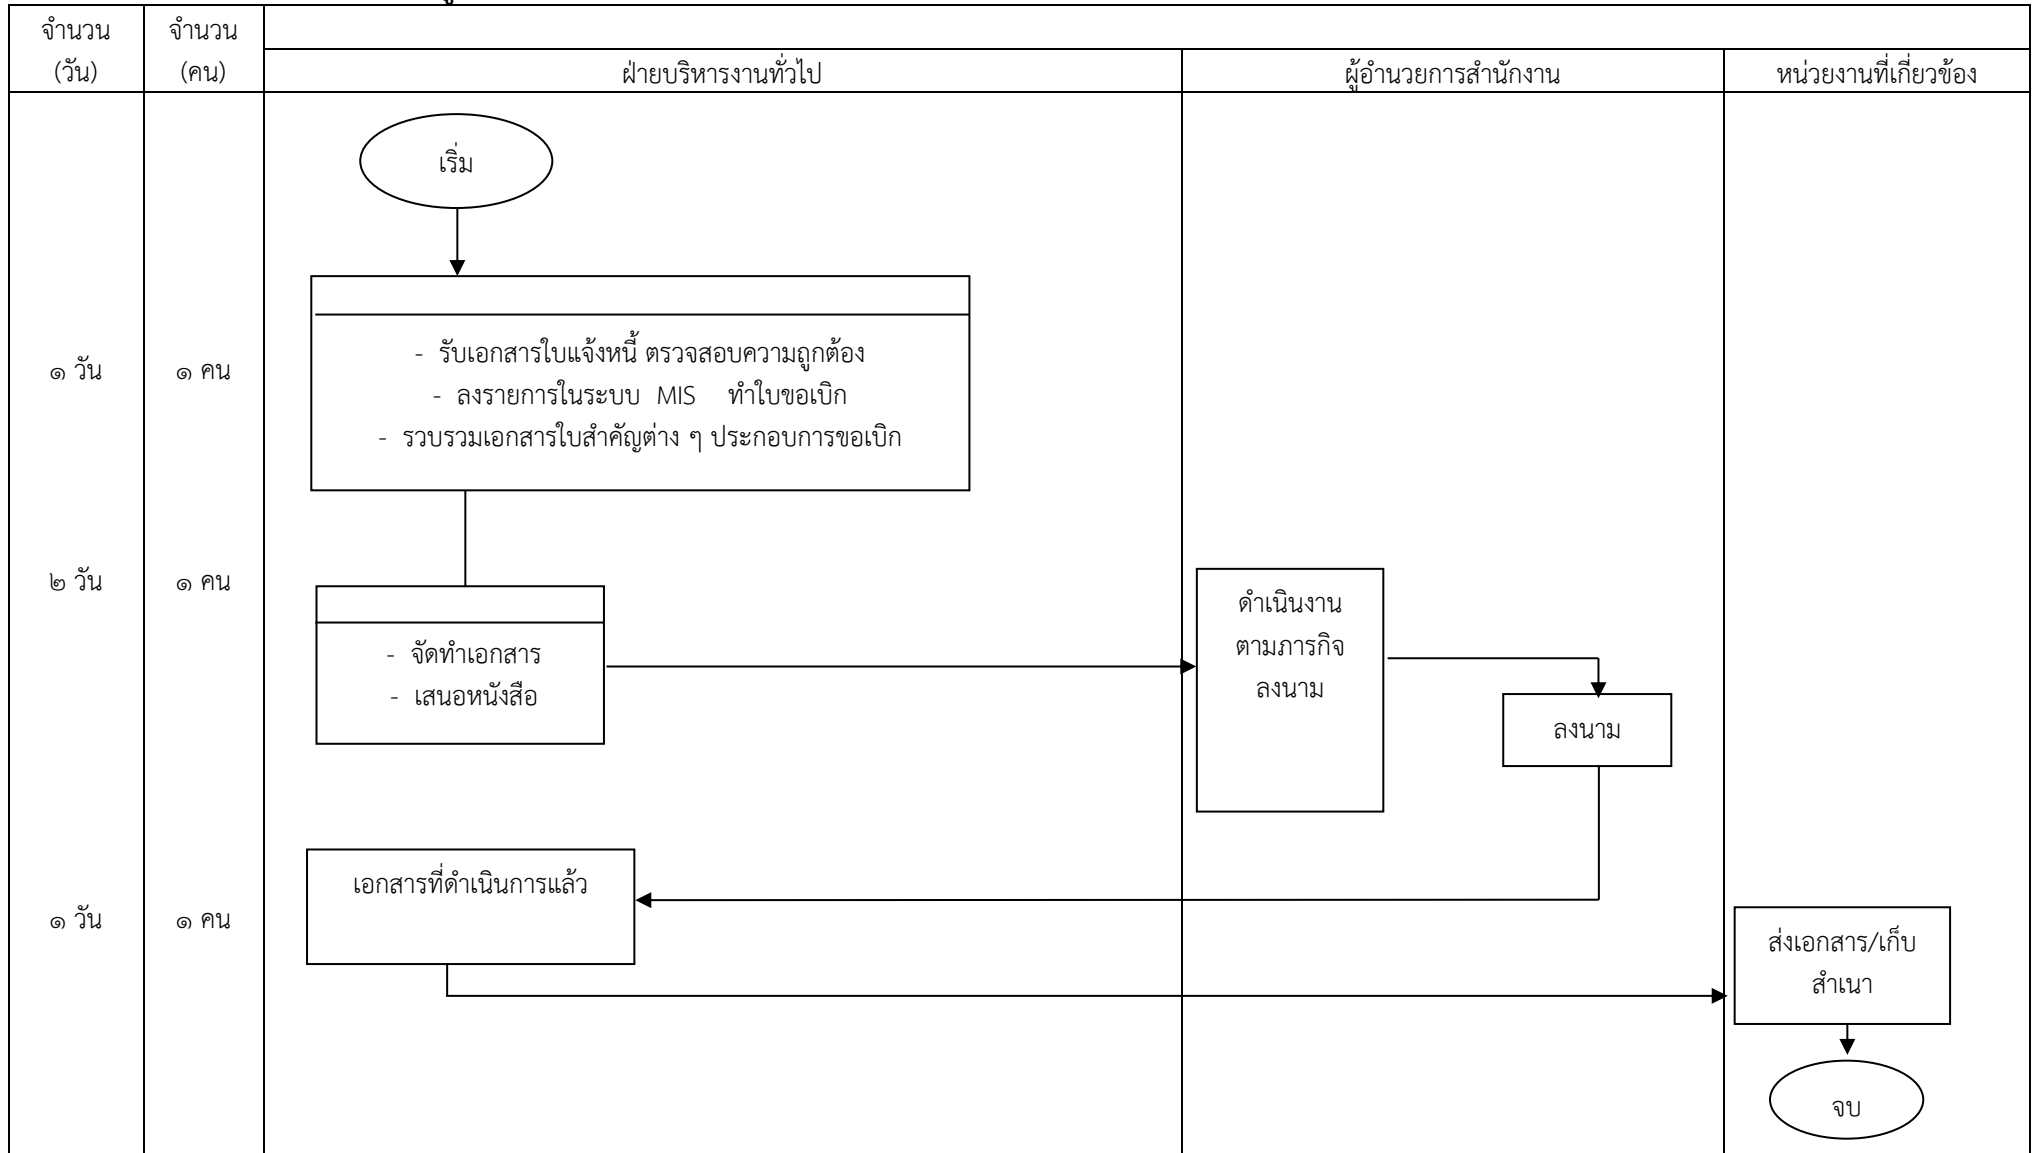 จำนวน
(วัน)
จำนวน
(คน)
ฝ่ายบริหารงานทั่วไป
ผู้อำนวยการสำนักงาน
หน่วยงานที่เกี่ยวข้อง
เริ่ม
๑ วัน
๑ คน
- รับเอกสารใบแจ้งหนี้ ตรวจสอบความถูกต้อง
- ลงรายการในระบบ MIS ทำใบขอเบิก
- รวบรวมเอกสารใบสำคัญต่าง ๆ ประกอบการขอเบิก
๒ วัน
๑ คน
- จัดทำเอกสาร
- เสนอหนังสือ
ดำเนินงาน
ตามภารกิจ
ลงนาม
ลงนาม
๑ วัน
๑ คน
เอกสารที่ดำเนินการแล้ว
ส่งเอกสาร/เก็บ
สำเนา
จบ